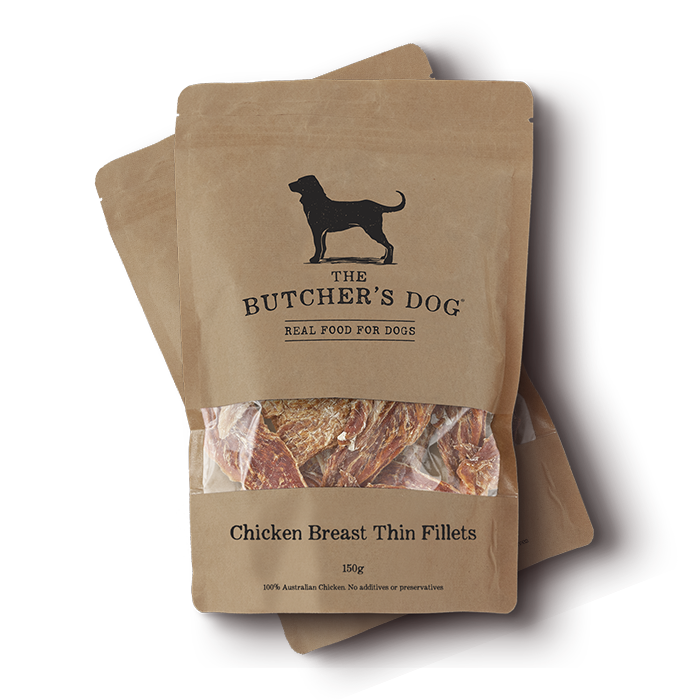 THE
BUTCHER'S DOG
REAL FOOD FOR DOGS
Chicken Breast Thin Fillets
150g
100% Australian Chicken. No additives or preservatives